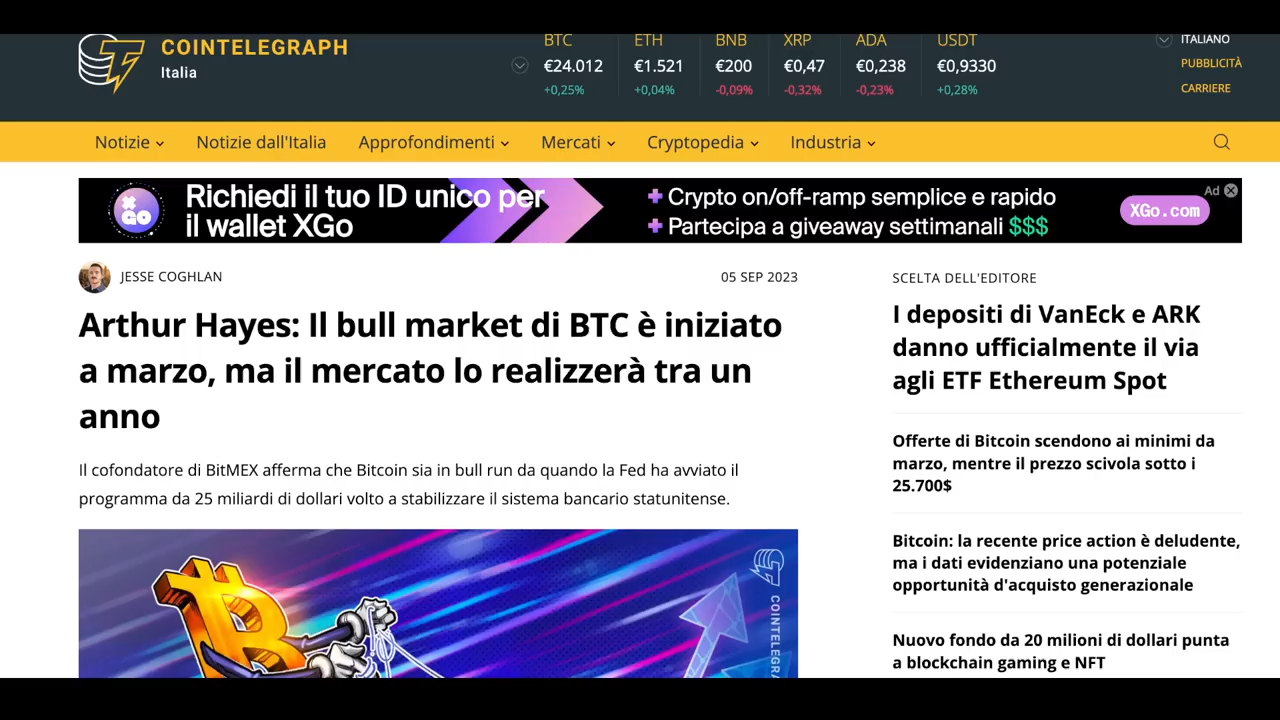 COINTELEGRAPH
Italia
BTC ETH BNB XRP ADA USDT
€24.012 €1.521 €200 €0,47 €0,238 €0,9330
+0,25% +0,04% -0,09% -0,32% -0,23% +0,28%
ITALIANO
PUBBLICITÀ
CARRIERE
Notizie Notizie dall'Italia Approfondimenti Mercati Cryptopedia Industria
XGO
Richiedi il tuo ID unico per
il wallet XGo
+ Crypto on/off-ramp semplice e rapido
+ Partecipa a giveaway settimanali $$$
Ad
XGo.com
JESSE COGHLAN 05 SEP 2023
Arthur Hayes: Il bull market di BTC è iniziato
a marzo, ma il mercato lo realizzerà tra un
anno
Il cofondatore di BitMEX afferma che Bitcoin sia in bull run da quando la Fed ha avviato il
programma da 25 miliardi di dollari volto a stabilizzare il sistema bancario statunitense.
SCELTA DELL'EDITORE
I depositi di VanEck e ARK
danno ufficialmente il via
agli ETF Ethereum Spot
Offerte di Bitcoin scendono ai minimi da
marzo, mentre il prezzo scivola sotto i
25.700$
Bitcoin: la recente price action è deludente,
ma i dati evidenziano una potenziale
opportunità d'acquisto generazionale
Nuovo fondo da 20 milioni di dollari punta
a blockchain gaming e NFT